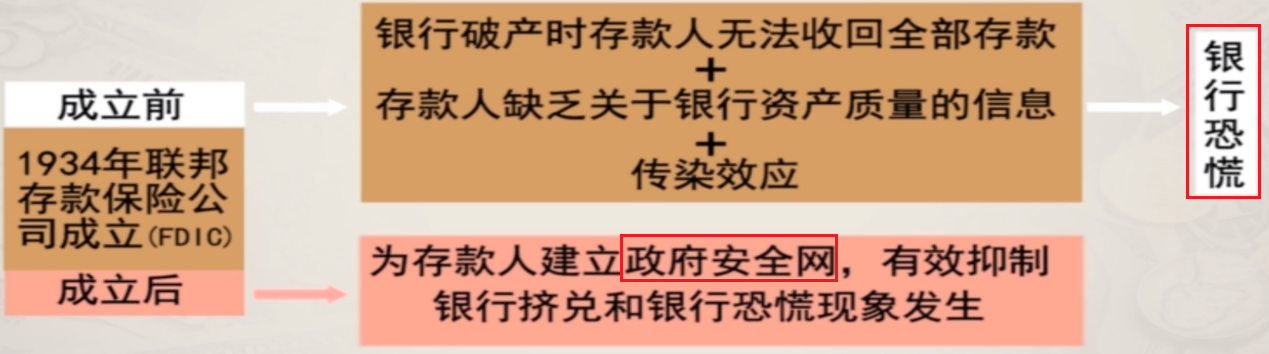 成立前
1934年联邦
存款保险公
司成立(FDIC)
成立后
银行破产时存款人无法收回全部存款
+
存款人缺乏关于银行资产质量的信息
+
传染效应
银行恐慌
为存款人建立政府安全网，有效抑制
银行挤兑和银行恐慌现象发生